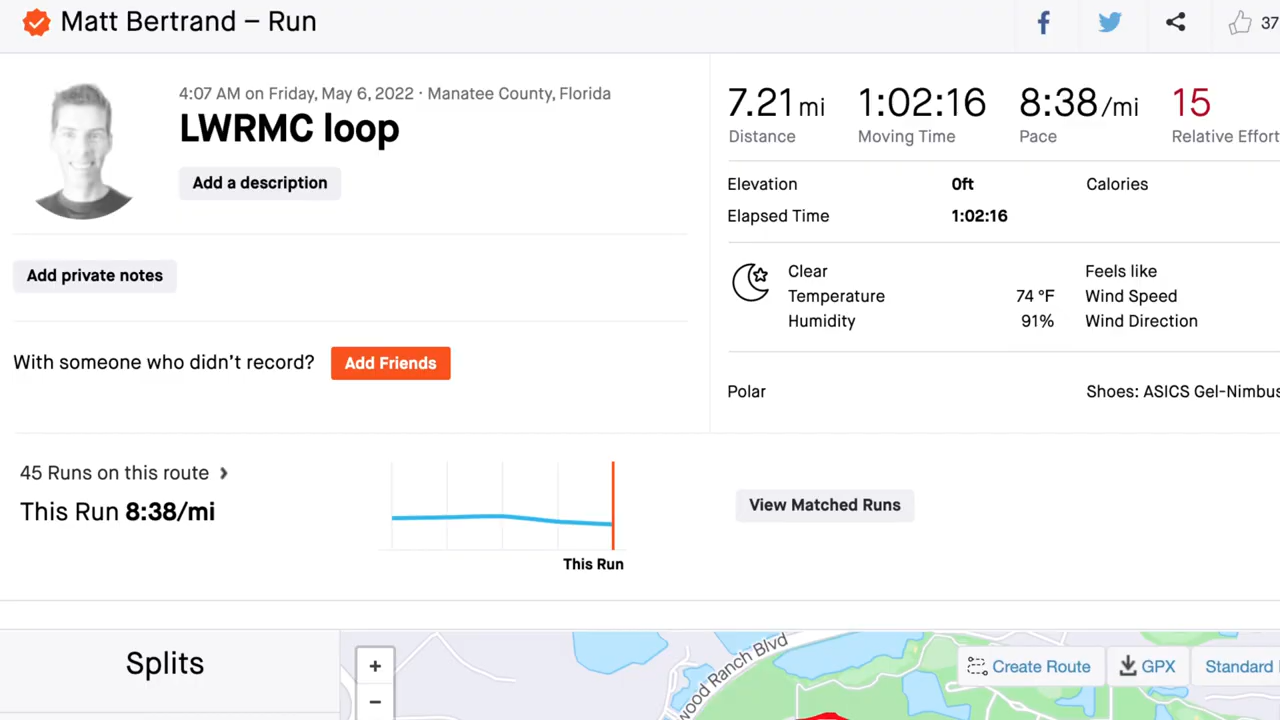 Matt Bertrand – Run
37
4:07 AM on Friday, May 6, 2022 · Manatee County, Florida
LWRMC loop
Add a description
Add private notes
With someone who didn't record?
Add Friends
7.21 mi
1:02:16
8:38/mi
15
Distance
Moving Time
Pace
Relative Effort
Elevation
0ft
Calories
Elapsed Time
1:02:16
Clear
Feels like
Temperature
74 °F
Wind Speed
Humidity
91%
Wind Direction
Polar
Shoes: ASICS Gel-Nimbus
45 Runs on this route
This Run 8:38/mi
This Run
View Matched Runs
Splits
+
−
wood Ranch Blvd
Create Route
GPX
Standard